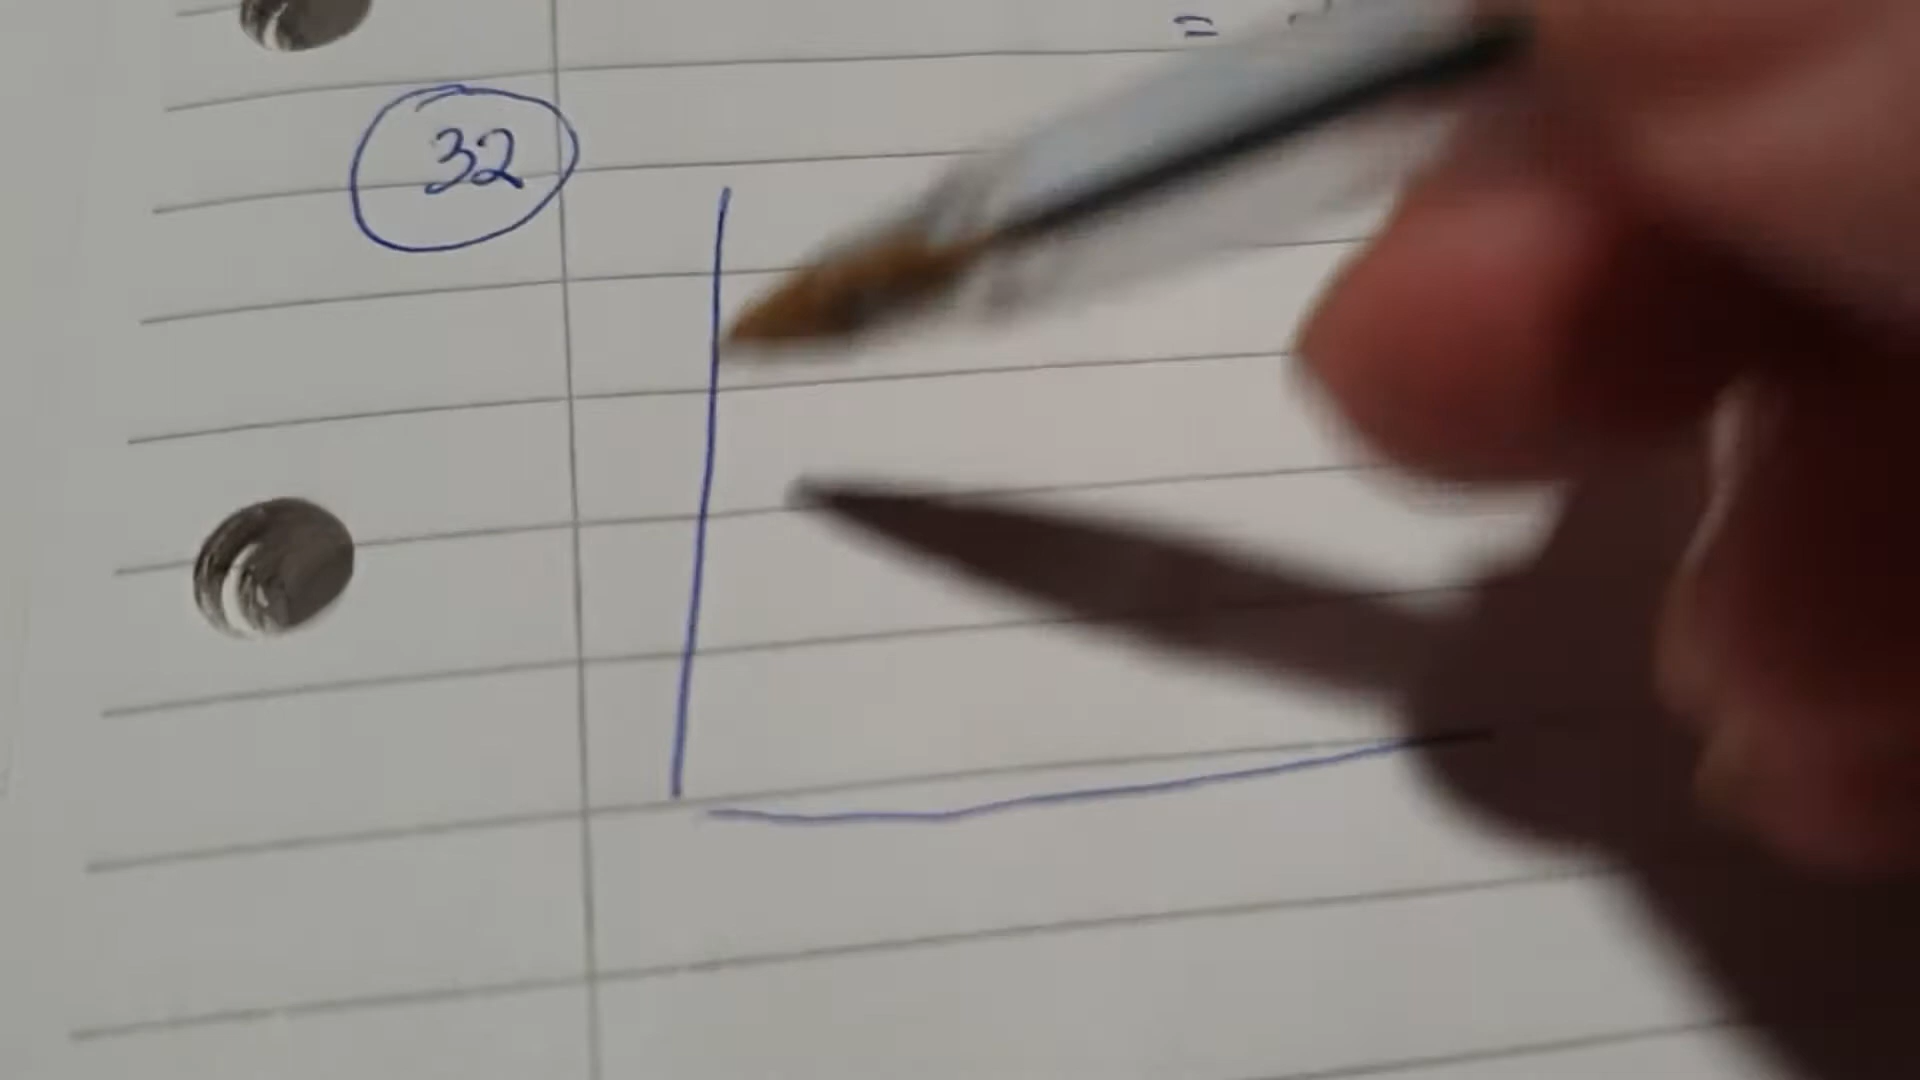 =
32